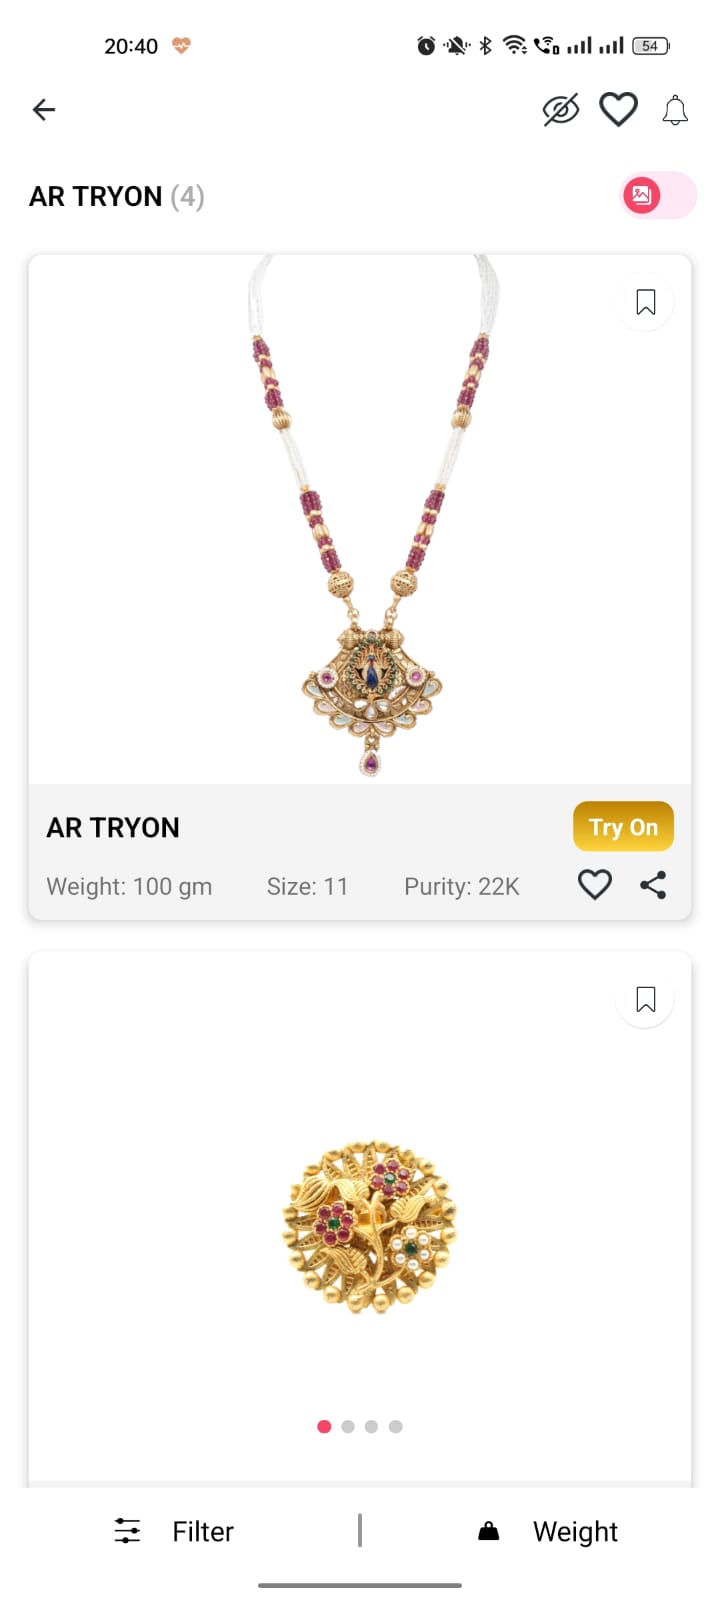 20:40
54
AR TRYON (4)
AR TRYON
Try On
Weight: 100 gm Size: 11 Purity: 22K
Filter | Weight